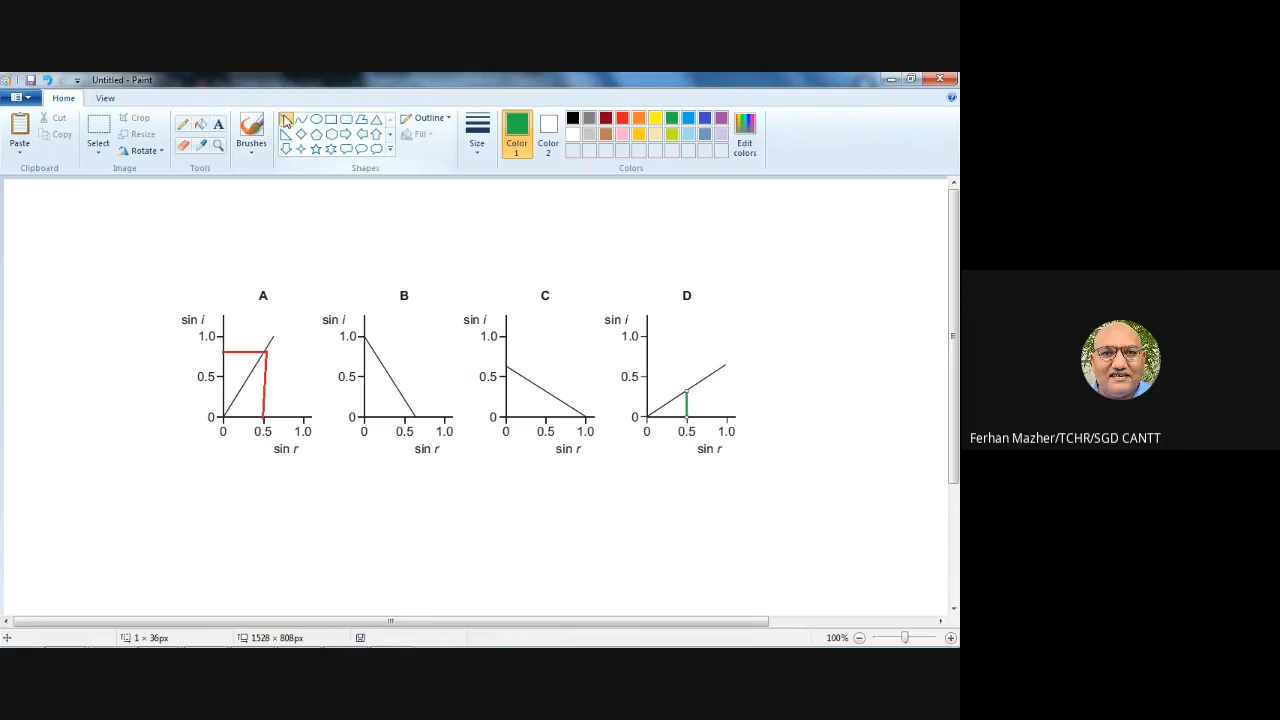 Untitled - Paint
Home View
Paste
Cut
Copy
Clipboard
Select
Crop
Resize
Rotate
Image
A
Tools
Brushes
Outline
Fill
Shapes
Size
Color 1
Color 2
Edit colors
Colors
A B C D
sin i sin i sin i sin i
1.0 1.0 1.0 1.0
0.5 0.5 0.5 0.5
0 0 0 0
0 0.5 1.0 0 0.5 1.0 0 0.5 1.0 0 0.5 1.0
sin r sin r sin r sin r
Ferhan Mazher/TCHR/SGD CANTT
1 × 36px 1528 × 808px 100%